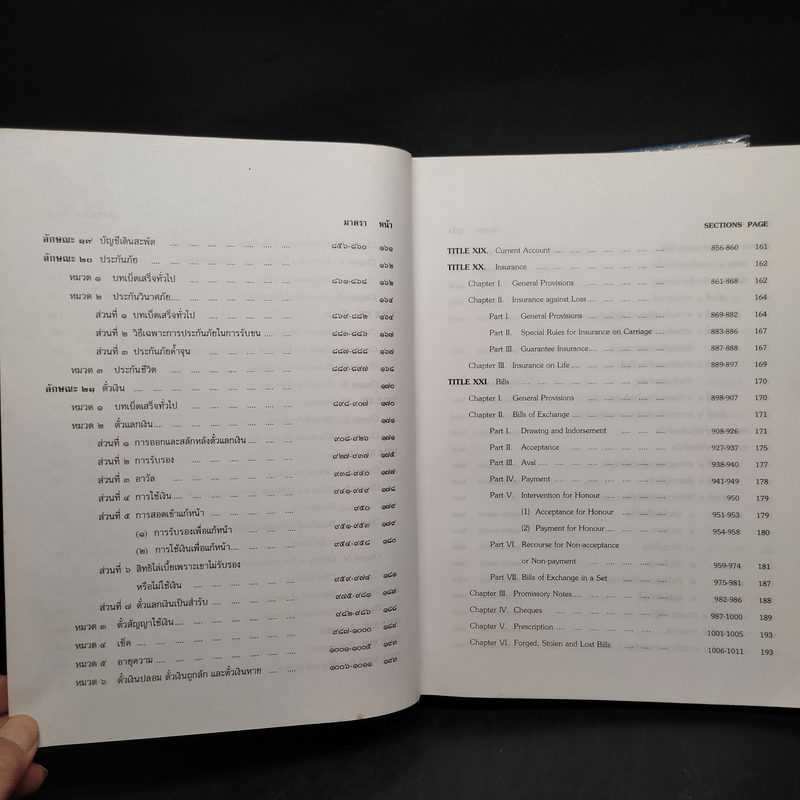 มาตรา หน้า
ลักษณะ ๑๙ บัญชีเดินสะพัด .... .... .... .... .... .... .... ๘๕๖-๘๖๐ ๑๖๑
ลักษณะ ๒๐ ประกันภัย .... .... .... .... .... .... .... ๑๖๒
หมวด ๑ บทเบ็ดเสร็จทั่วไป .... .... .... .... .... .... ๘๖๑-๘๖๘ ๑๖๒
หมวด ๒ ประกันวินาศภัย.... .... .... .... .... .... ๑๖๔
ส่วนที่ ๑ บทเบ็ดเสร็จทั่วไป .... .... .... .... .... ๘๖๙-๘๘๒ ๑๖๔
ส่วนที่ ๒ วิธีเฉพาะการประกันภัยในการรับขน .... .... ๘๘๓-๘๘๖ ๑๖๗
ส่วนที่ ๓ ประกันภัยค้ำจุน .... .... .... .... .... ๘๘๗-๘๘๘ ๑๖๗
หมวด ๓ ประกันชีวิต .... .... .... .... .... .... ๘๘๙-๘๙๗ ๑๖๘
ลักษณะ ๒๑ ตั๋วเงิน .... .... .... .... .... .... .... .... ๑๗๐
หมวด ๑ บทเบ็ดเสร็จทั่วไป .... .... .... .... .... .... ๘๙๘-๙๐๗ ๑๗๐
หมวด ๒ ตั๋วแลกเงิน.... .... .... .... .... .... .... ๑๗๑
ส่วนที่ ๑ การออกและสลักหลังตั๋วแลกเงิน.... .... .... ๙๐๘-๙๒๖ ๑๗๑
ส่วนที่ ๒ การรับรอง .... .... .... .... .... .... ๙๒๗-๙๓๗ ๑๗๕
ส่วนที่ ๓ อาวัล .... .... .... .... .... .... ๙๓๘-๙๔๐ ๑๗๗
ส่วนที่ ๔ การใช้เงิน.... .... .... .... .... .... ๙๔๑-๙๔๙ ๑๗๘
ส่วนที่ ๕ การสอดเข้าแก้หน้า .... .... .... .... .... ๙๕๐ ๑๗๙
(๑) การรับรองเพื่อแก้หน้า .... .... .... .... ๙๕๑-๙๕๓ ๑๗๙
(๒) การใช้เงินเพื่อแก้หน้า.... .... .... .... ๙๕๔-๙๕๘ ๑๘๐
ส่วนที่ ๖ สิทธิไล่เบี้ยเพราะเขาไม่รับรอง
หรือไม่ใช้เงิน .... .... .... .... .... ๙๕๙-๙๗๔ ๑๘๑
ส่วนที่ ๗ ตั๋วแลกเงินเป็นสำรับ .... .... .... .... .... ๙๗๕-๙๘๑ ๑๘๗
หมวด ๓ ตั๋วสัญญาใช้เงิน.... .... .... .... .... .... ๙๘๒-๙๘๖ ๑๘๘
หมวด ๔ เช็ค .... .... .... .... .... .... .... ๙๘๗-๑๐๐๐ ๑๘๙
หมวด ๕ อายุความ .... .... .... .... .... .... .... ๑๐๐๑-๑๐๐๕ ๑๙๓
หมวด ๖ ตั๋วเงินปลอม ตั๋วเงินถูกลัก และตั๋วเงินหาย .... .... .... ๑๐๐๖-๑๐๑๑ ๑๙๓
SECTIONS PAGE
TITLE XIX. Current Account .... .... .... .... .... .... 856-860 161
TITLE XX. Insurance .... .... .... .... .... .... .... 162
Chapter I. General Provisions .... .... .... .... .... 861-868 162
Chapter II. Insurance against Loss.... .... .... .... .... 164
Part I. General Provisions .... .... .... .... 869-882 164
Part II. Special Rules for Insurance on Carriage .... .... 883-886 167
Part III. Guarantee Insurance.... .... .... .... 887-888 167
Chapter III. Insurance on Life.... .... .... .... .... 889-897 169
TITLE XXI. Bills .... .... .... .... .... .... .... 170
Chapter I. General Provisions .... .... .... .... .... 898-907 170
Chapter II. Bills of Exchange .... .... .... .... .... 171
Part I. Drawing and Indorsement .... .... .... 908-926 171
Part II. Acceptance .... .... .... .... .... 927-937 175
Part III. Aval .... .... .... .... .... .... 938-940 177
Part IV. Payment .... .... .... .... .... 941-949 178
Part V. Intervention for Honour .... .... .... 950 179
(1) Acceptance for Honour .... .... .... 951-953 179
(2) Payment for Honour.... .... .... 954-958 180
Part VI. Recourse for Non-acceptance
or Non-payment .... .... .... .... 959-974 181
Part VII. Bills of Exchange in a Set .... .... .... 975-981 187
Chapter III. Promissory Notes.... .... .... .... .... 982-986 188
Chapter IV. Cheques .... .... .... .... .... .... 987-1000 189
Chapter V. Prescription .... .... .... .... .... 1001-1005 193
Chapter VI. Forged, Stolen and Lost Bills .... .... .... 1006-1011 193